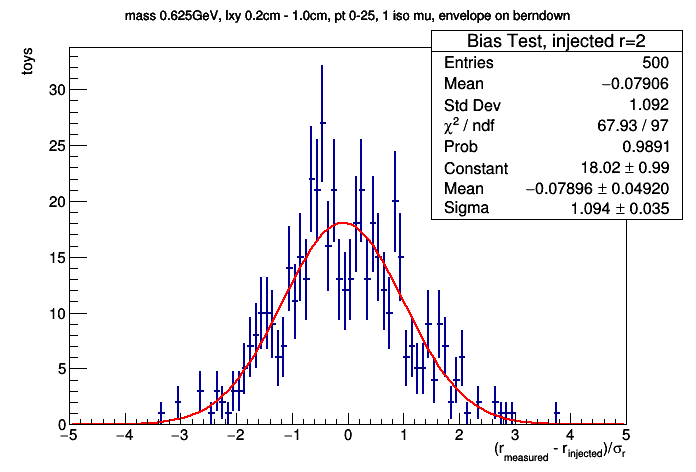 mass 0.625GeV, lxy 0.2cm - 1.0cm, pt 0-25, 1 iso mu, envelope on berndown
Bias Test, injected r=2
Entries 500
Mean −0.07906
Std Dev 1.092
χ² / ndf 67.93 / 97
Prob 0.9891
Constant 18.02 ± 0.99
Mean −0.07896 ± 0.04920
Sigma 1.094 ± 0.035
toys
30
25
20
15
10
5
0
−5 −4 −3 −2 −1 0 1 2 3 4 5
(r_measured - r_injected)/σ_r